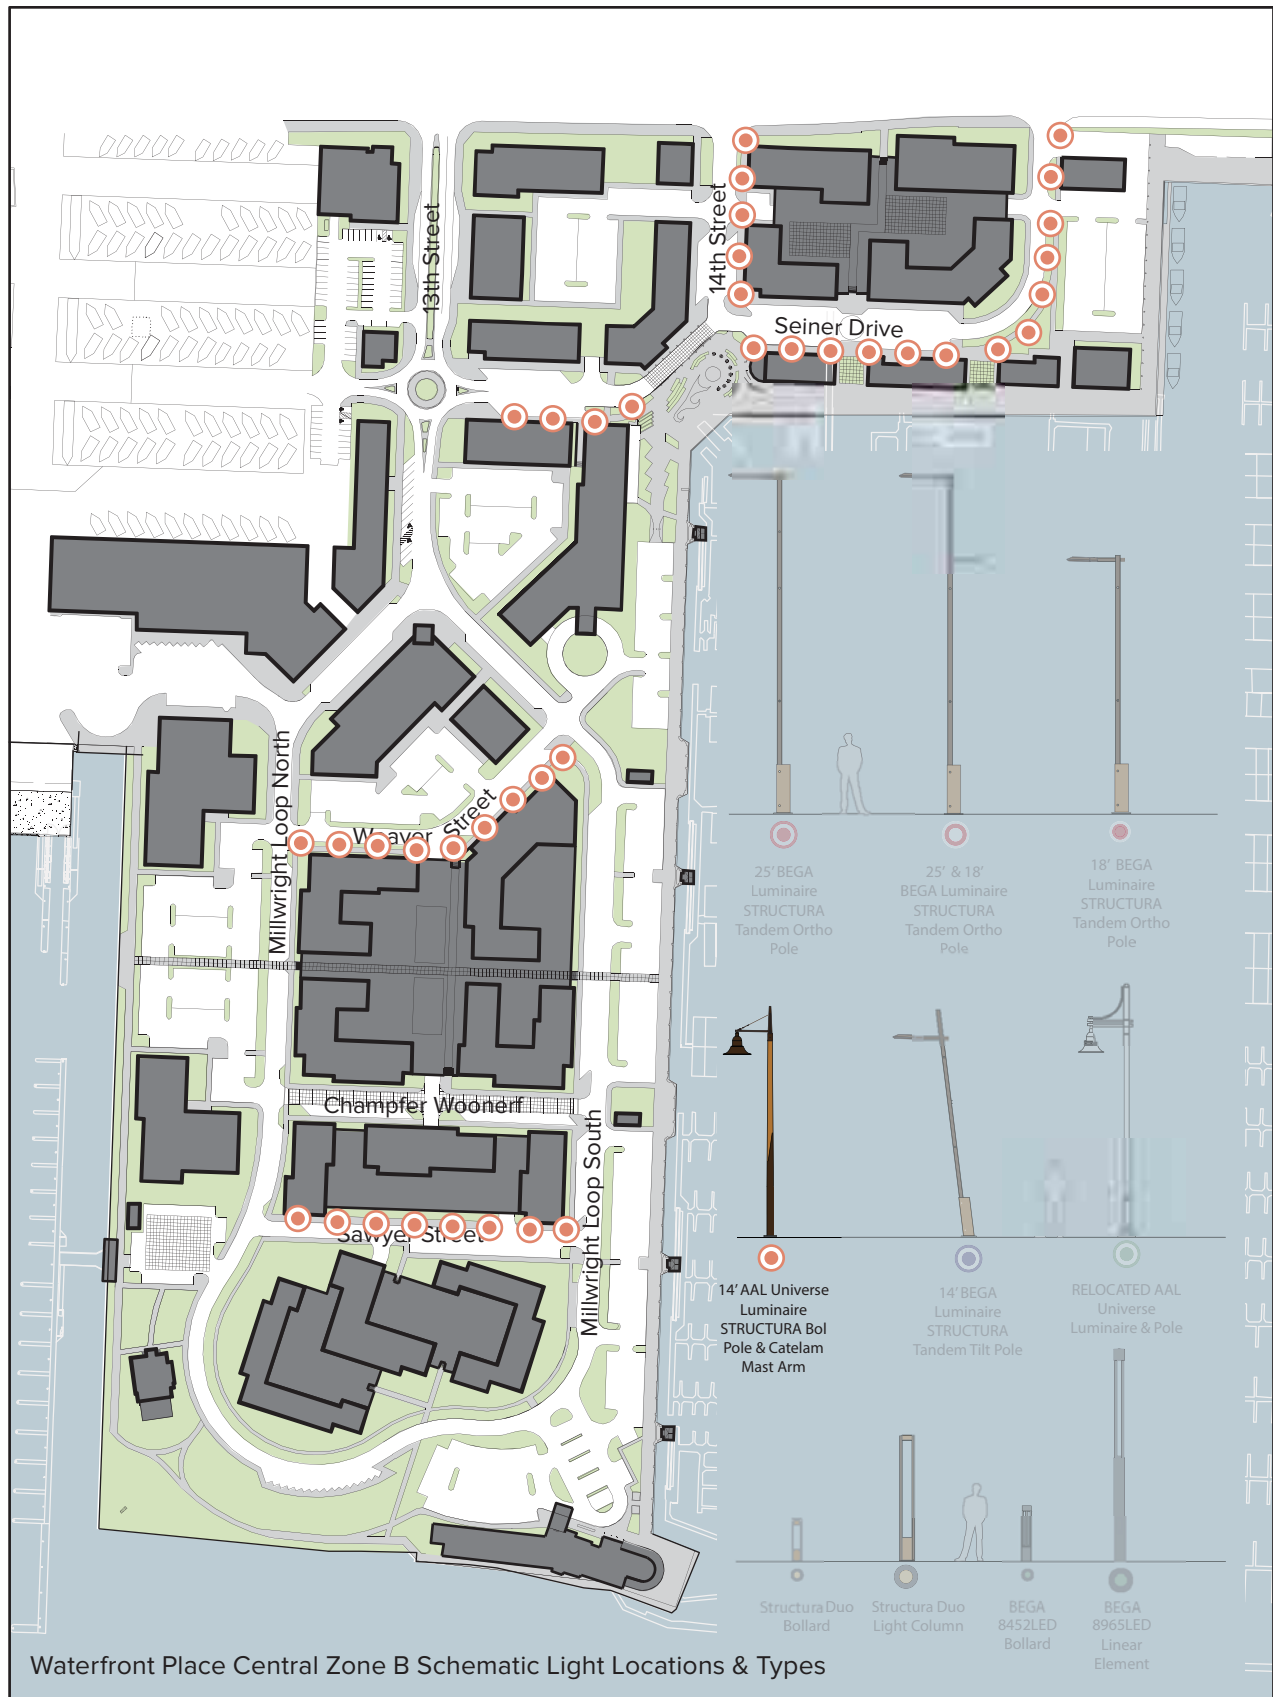 13th Street
14th Street
Seiner Drive
Millwright Loop North
Weaver Street
25' BEGA
Luminaire
STRUCTURA
Tandem Ortho
Pole
25' & 18'
BEGA Luminaire
STRUCTURA
Tandem Ortho
Pole
18' BEGA
Luminaire
STRUCTURA
Tandem Ortho
Pole
Champfer Woonerf
Millwright Loop South
Sawyer Street
14' AAL Universe
Luminaire
STRUCTURA Bol
Pole & Catelam
Mast Arm
14' BEGA
Luminaire
STRUCTURA
Tandem Tilt Pole
RELOCATED AAL
Universe
Luminaire & Pole
Structura Duo
Bollard
Structura Duo
Light Column
BEGA
8452LED
Bollard
BEGA
8965LED
Linear
Element
Waterfront Place Central Zone B Schematic Light Locations & Types